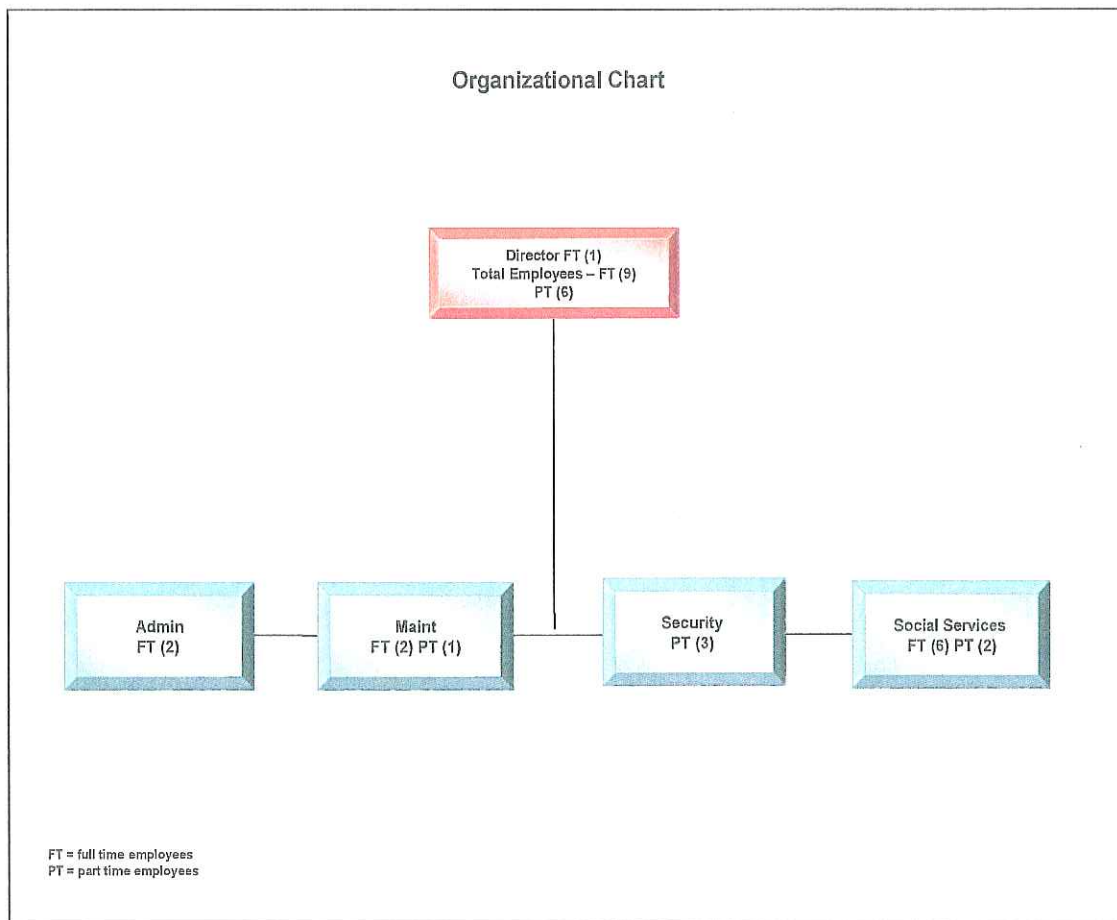 Organizational Chart
Director FT (1)
Total Employees – FT (9)
PT (6)
Admin
FT (2)
Maint
FT (2) PT (1)
Security
PT (3)
Social Services
FT (6) PT (2)
FT = full time employees
PT = part time employees